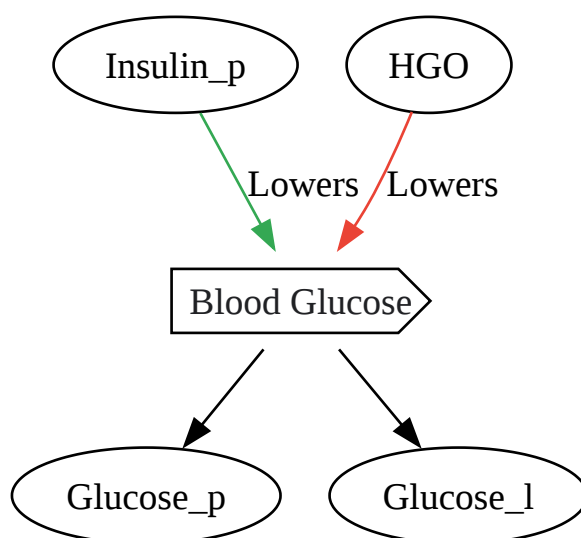 Insulin_p
HGO
Lowers
Lowers
Blood Glucose
Glucose_p
Glucose_l